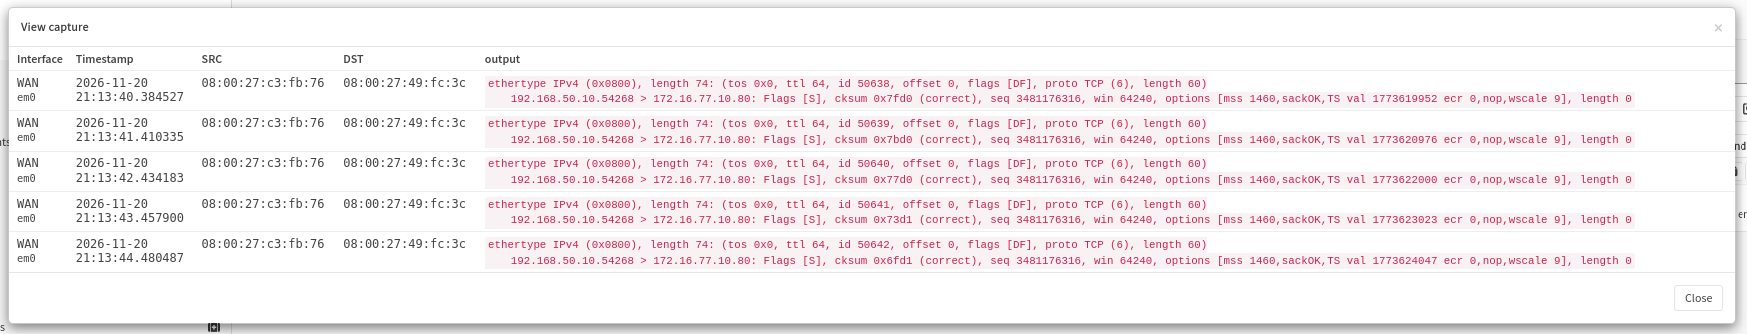 View capture ×
Interface Timestamp SRC DST output
WAN 2026-11-20 08:00:27:c3:fb:76 08:00:27:49:fc:3c ethertype IPv4 (0x0800), length 74: (tos 0x0, ttl 64, id 50638, offset 0, flags [DF], proto TCP (6), length 60)
em0 21:13:40.384527 192.168.50.10.54268 > 172.16.77.10.80: Flags [S], cksum 0x7fd0 (correct), seq 3481176316, win 64240, options [mss 1460,sackOK,TS val 1773619952 ecr 0,nop,wscale 9], length 0
WAN 2026-11-20 08:00:27:c3:fb:76 08:00:27:49:fc:3c ethertype IPv4 (0x0800), length 74: (tos 0x0, ttl 64, id 50639, offset 0, flags [DF], proto TCP (6), length 60)
em0 21:13:41.410335 192.168.50.10.54268 > 172.16.77.10.80: Flags [S], cksum 0x7bd0 (correct), seq 3481176316, win 64240, options [mss 1460,sackOK,TS val 1773620976 ecr 0,nop,wscale 9], length 0
WAN 2026-11-20 08:00:27:c3:fb:76 08:00:27:49:fc:3c ethertype IPv4 (0x0800), length 74: (tos 0x0, ttl 64, id 50640, offset 0, flags [DF], proto TCP (6), length 60)
em0 21:13:42.434183 192.168.50.10.54268 > 172.16.77.10.80: Flags [S], cksum 0x77d0 (correct), seq 3481176316, win 64240, options [mss 1460,sackOK,TS val 1773622000 ecr 0,nop,wscale 9], length 0
WAN 2026-11-20 08:00:27:c3:fb:76 08:00:27:49:fc:3c ethertype IPv4 (0x0800), length 74: (tos 0x0, ttl 64, id 50641, offset 0, flags [DF], proto TCP (6), length 60)
em0 21:13:43.457900 192.168.50.10.54268 > 172.16.77.10.80: Flags [S], cksum 0x73d1 (correct), seq 3481176316, win 64240, options [mss 1460,sackOK,TS val 1773623023 ecr 0,nop,wscale 9], length 0
WAN 2026-11-20 08:00:27:c3:fb:76 08:00:27:49:fc:3c ethertype IPv4 (0x0800), length 74: (tos 0x0, ttl 64, id 50642, offset 0, flags [DF], proto TCP (6), length 60)
em0 21:13:44.480487 192.168.50.10.54268 > 172.16.77.10.80: Flags [S], cksum 0x6fd1 (correct), seq 3481176316, win 64240, options [mss 1460,sackOK,TS val 1773624047 ecr 0,nop,wscale 9], length 0
Close